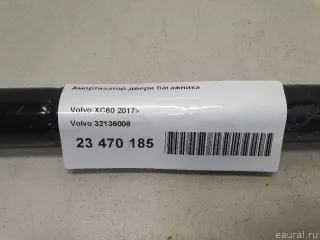 Амортизатор двери багажника
Volvo XC60 2017>
Volvo 32136006
23 470 185
eaural.ru